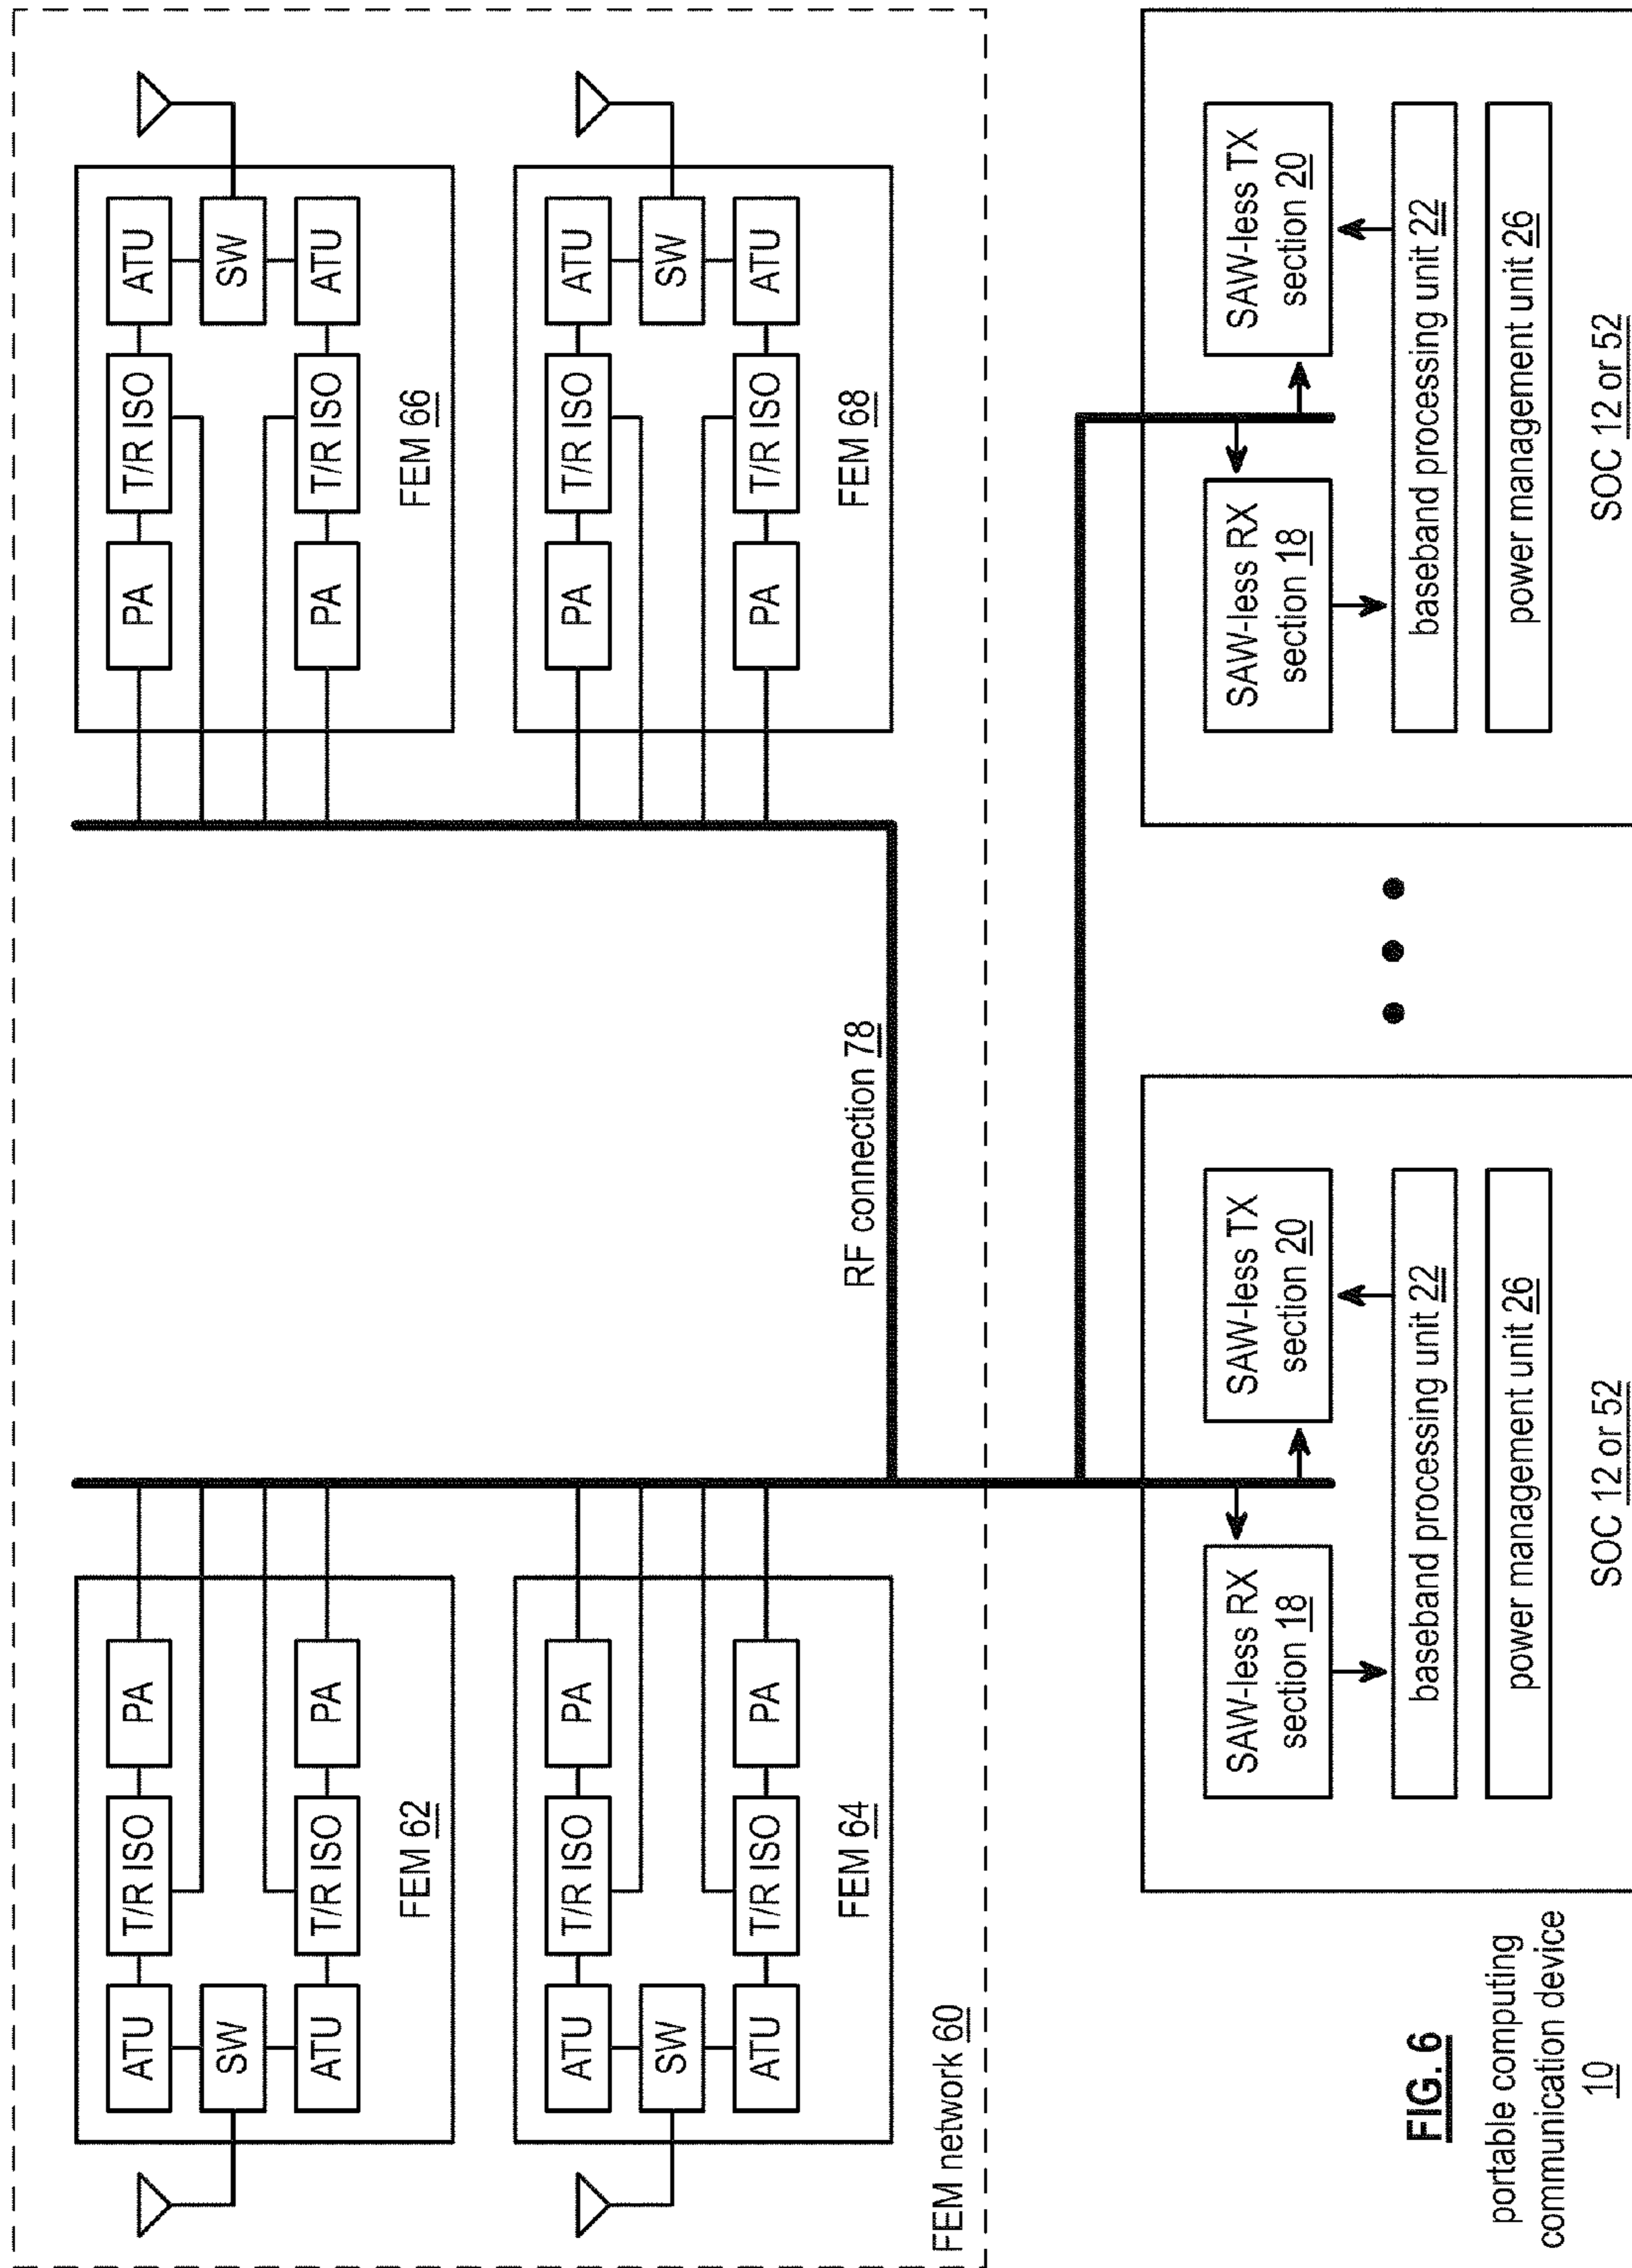 ATU
T/R ISO
PA
SW
ATU
T/R ISO
PA
FEM 62
PA
T/R ISO
ATU
SW
PA
T/R ISO
ATU
FEM 66
ATU
T/R ISO
PA
SW
ATU
T/R ISO
PA
FEM 64
RF connection 78
PA
T/R ISO
ATU
SW
PA
T/R ISO
ATU
FEM 68
FEM network 60
SAW-less RX
section 18
SAW-less TX
section 20
baseband processing unit 22
power management unit 26
SOC 12 or 52
SAW-less RX
section 18
SAW-less TX
section 20
baseband processing unit 22
power management unit 26
SOC 12 or 52
FIG. 6
portable computing
communication device
10